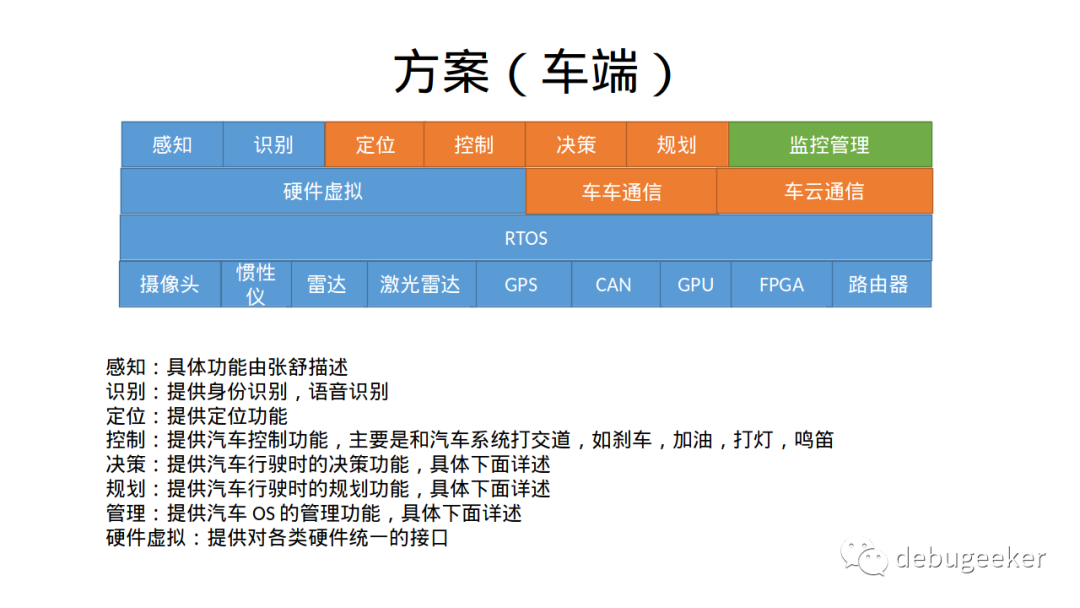 方案（车端）
感知 识别 定位 控制 决策 规划 监控管理
硬件虚拟 车车通信 车云通信
RTOS
摄像头 惯性仪 雷达 激光雷达 GPS CAN GPU FPGA 路由器
感知：具体功能由张舒描述
识别：提供身份识别，语音识别
定位：提供定位功能
控制：提供汽车控制功能，主要是和汽车系统打交道，如刹车，加油，打灯，鸣笛
决策：提供汽车行驶时的决策功能，具体下面详述
规划：提供汽车行驶时的规划功能，具体下面详述
管理：提供汽车 OS 的管理功能，具体下面详述
硬件虚拟：提供对各类硬件统一的接口
debugeeker